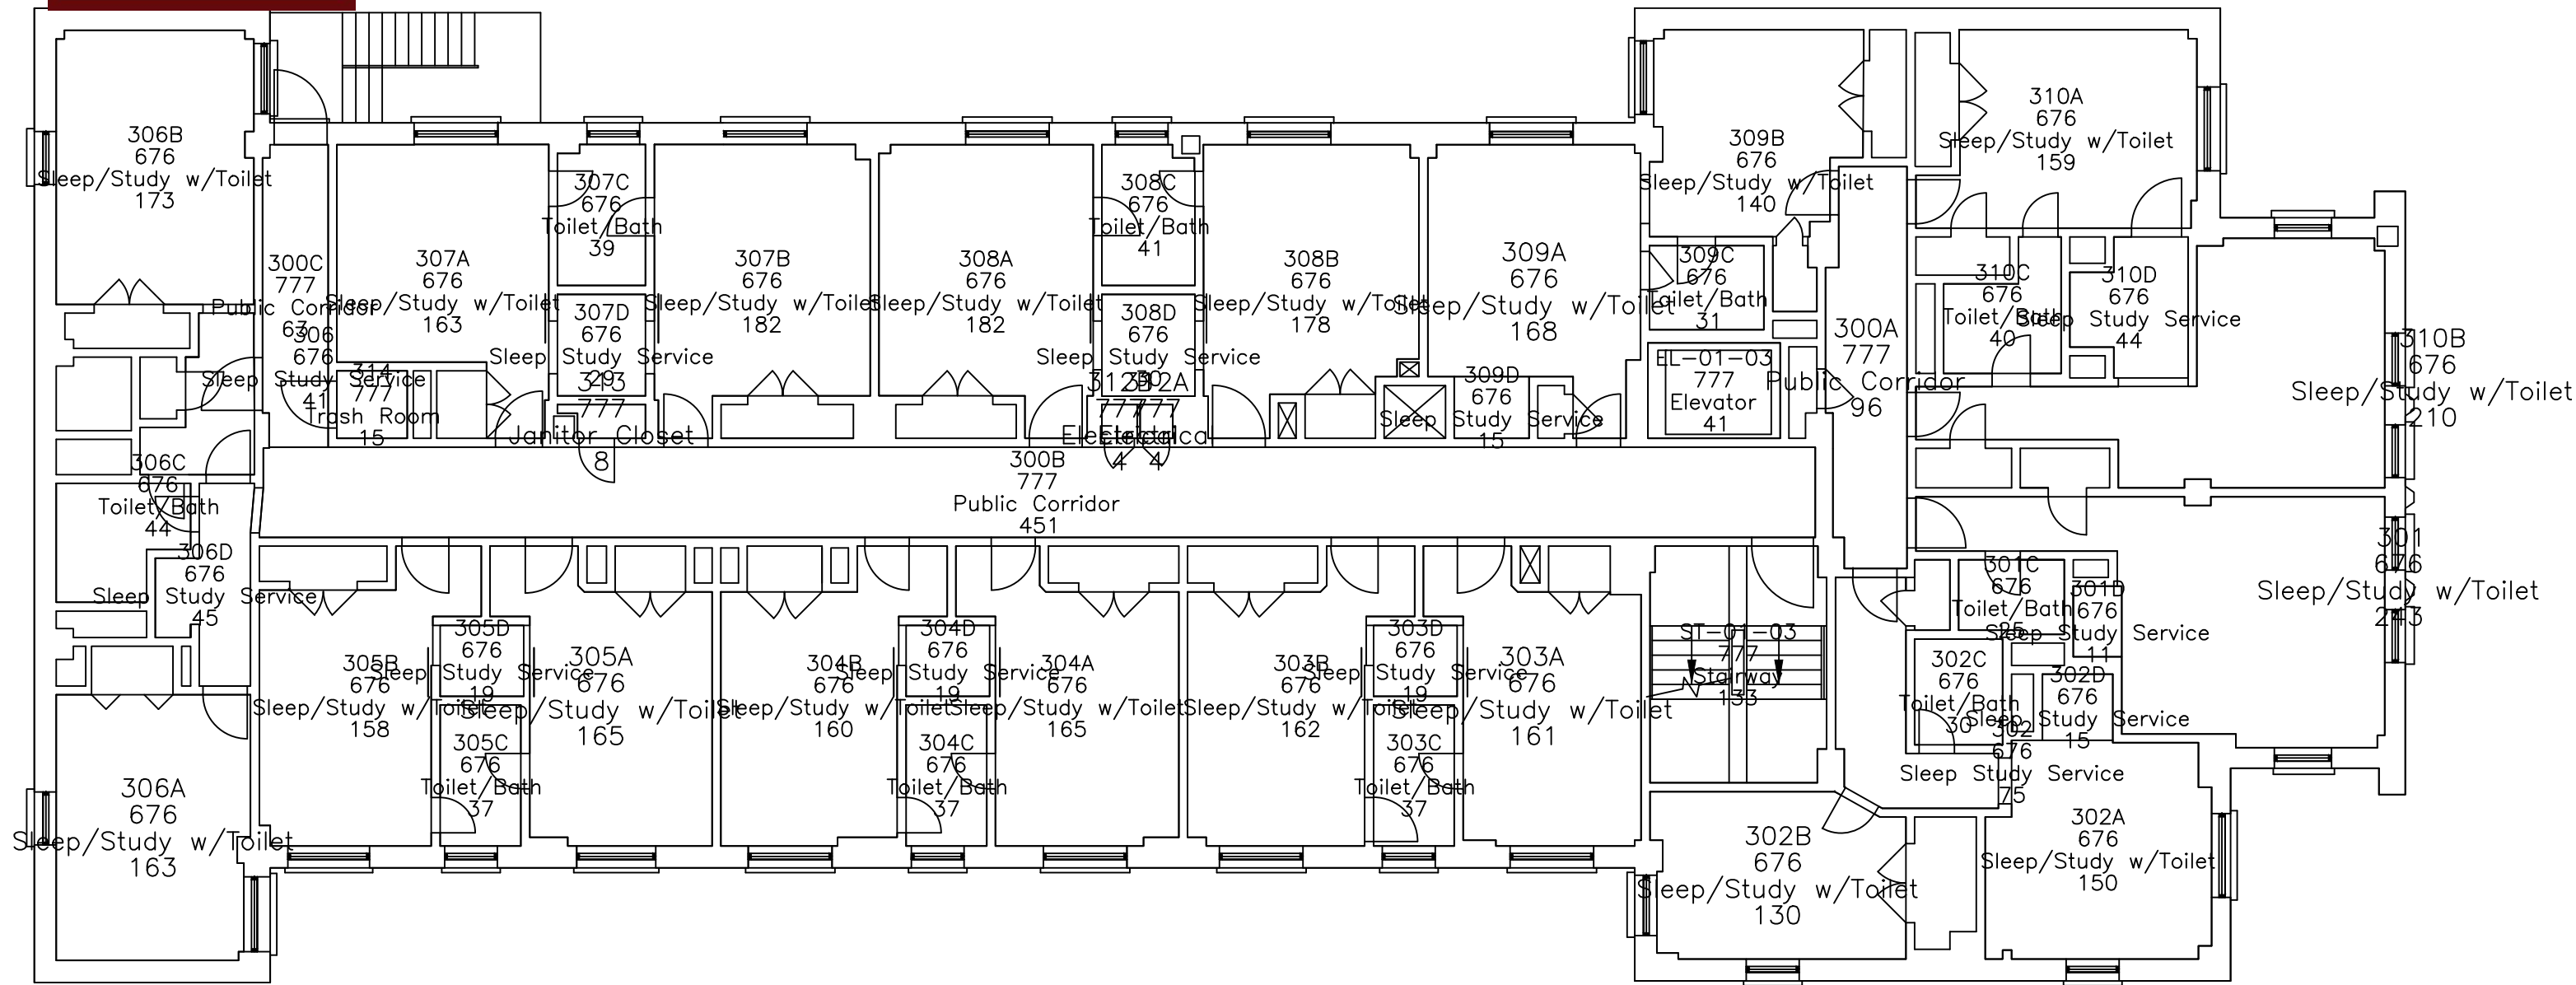 306B
676
Sleep/Study w/Toilet
173
300C
777
Public Corridor
63
306
676
Sleep Study Service
41
314
777
Trash Room
15
307A
676
Sleep/Study w/Toilet
163
307C
676
Toilet/Bath
39
307D
676
Sleep Study Service
29
313
777
Janitor Closet
8
307B
676
Sleep/Study w/Toilet
182
308A
676
Sleep/Study w/Toilet
182
308C
676
Toilet/Bath
41
308D
676
Sleep Study Service
30
312B
777
Electrical
4
312A
777
Electrical
4
308B
676
Sleep/Study w/Toilet
178
309A
676
Sleep/Study w/Toilet
168
309D
676
Sleep Study Service
15
309B
676
Sleep/Study w/Toilet
140
309C
676
Toilet/Bath
31
EL-01-03
777
Elevator
41
300A
777
Public Corridor
96
310A
676
Sleep/Study w/Toilet
159
310C
676
Toilet/Bath
40
310D
676
Sleep Study Service
44
310B
676
Sleep/Study w/Toilet
210
300B
777
Public Corridor
451
306C
676
Toilet/Bath
44
306D
676
Sleep Study Service
45
306A
676
Sleep/Study w/Toilet
163
305B
676
Sleep/Study w/Toilet
158
305D
676
Sleep Study Service
19
305C
676
Toilet/Bath
37
305A
676
Sleep/Study w/Toilet
165
304B
676
Sleep/Study w/Toilet
160
304D
676
Sleep Study Service
19
304C
676
Toilet/Bath
37
304A
676
Sleep/Study w/Toilet
165
303B
676
Sleep/Study w/Toilet
162
303D
676
Sleep Study Service
19
303C
676
Toilet/Bath
37
303A
676
Sleep/Study w/Toilet
161
ST-01-03
777
Stairway
133
301C
676
Toilet/Bath
25
301D
676
Sleep Study Service
11
301
676
Sleep/Study w/Toilet
243
302C
676
Toilet/Bath
30
302D
676
Sleep Study Service
15
302
676
Sleep Study Service
75
302B
676
Sleep/Study w/Toilet
130
302A
676
Sleep/Study w/Toilet
150